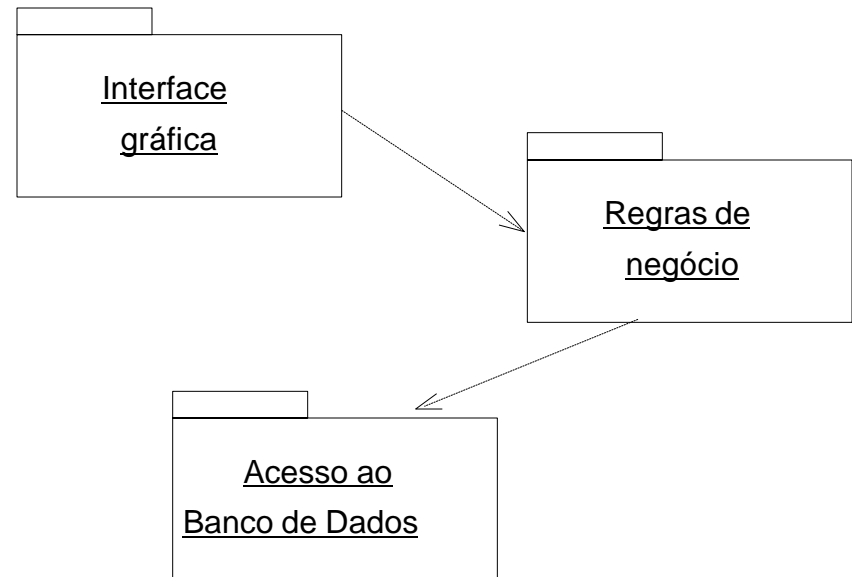 Interface
gráfica
Regras de
negócio
Acesso ao
Banco de Dados